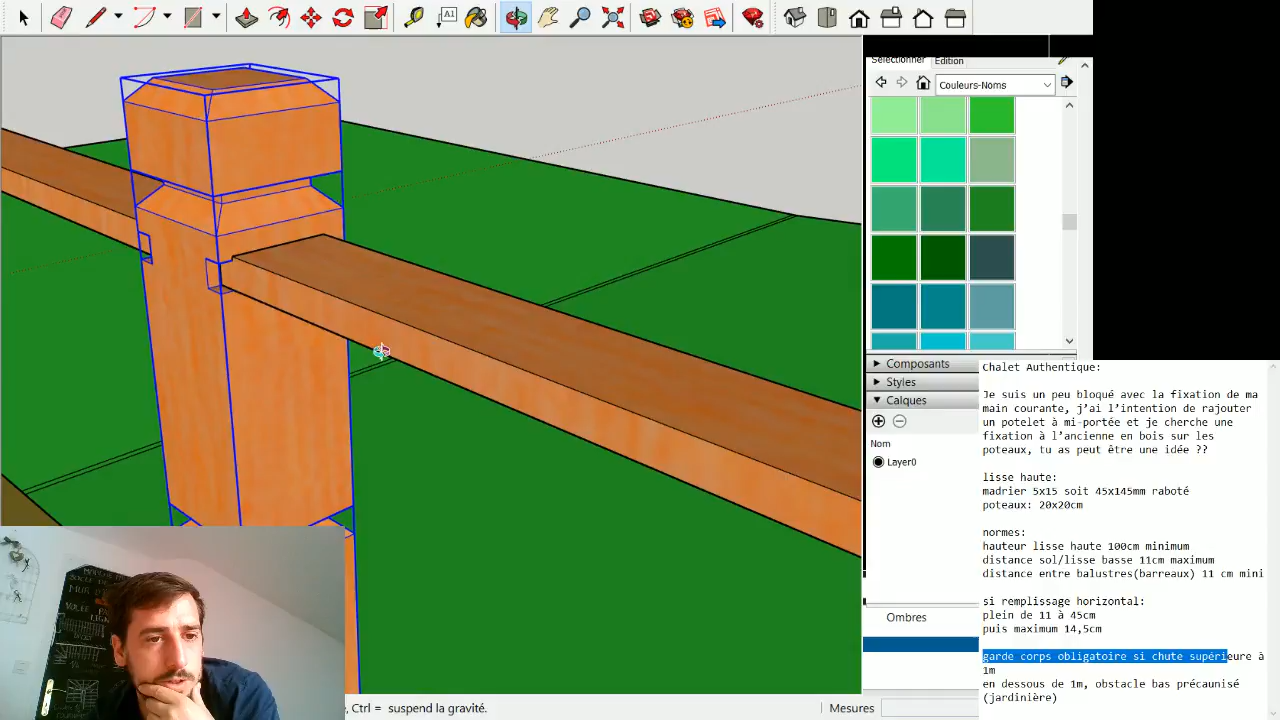 A1
Sélectionner Edition
Couleurs-Noms
Composants
Styles
Calques
Nom
Layer0
Ombres
, Ctrl = suspend la gravité.
Mesures
Chalet Authentique:
Je suis un peu bloqué avec la fixation de ma
main courante, j’ai l’intention de rajouter
un potelet à mi-portée et je cherche une
fixation à l’ancienne en bois sur les
poteaux, tu as peut être une idée ??
lisse haute:
madrier 5x15 soit 45x145mm raboté
poteaux: 20x20cm
normes:
hauteur lisse haute 100cm minimum
distance sol/lisse basse 11cm maximum
distance entre balustres(barreaux) 11 cm mini
si remplissage horizontal:
plein de 11 à 45cm
puis maximum 14,5cm
garde corps obligatoire si chute supérieure à
1m
en dessous de 1m, obstacle bas précaunisé
(jardinière)